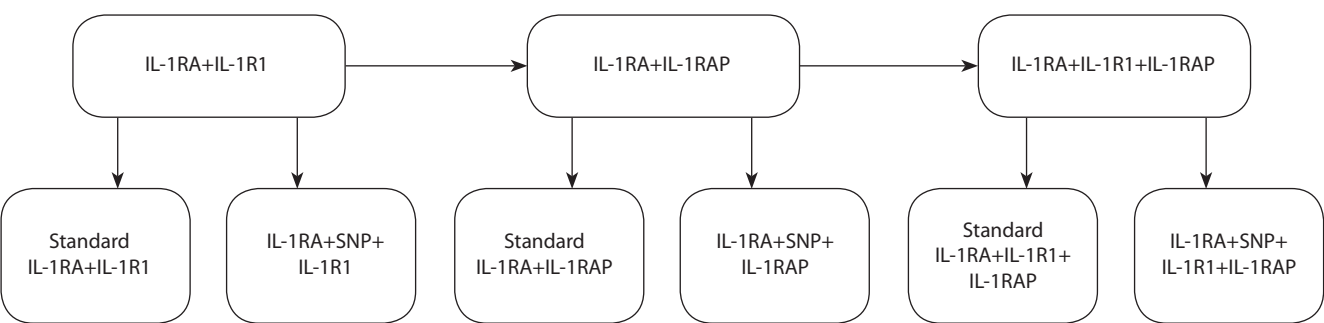 IL-1RA+IL-1R1
IL-1RA+IL-1RAP
IL-1RA+IL-1R1+IL-1RAP
Standard
IL-1RA+IL-1R1
IL-1RA+SNP+
IL-1R1
Standard
IL-1RA+IL-1RAP
IL-1RA+SNP+
IL-1RAP
Standard
IL-1RA+IL-1R1+
IL-1RAP
IL-1RA+SNP+
IL-1R1+IL-1RAP